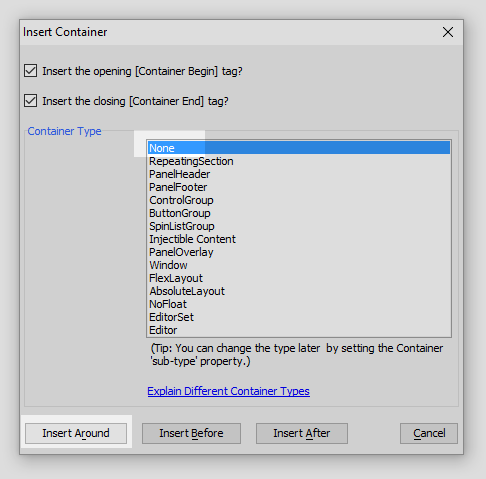 Insert Container
Insert the opening [Container Begin] tag?
Insert the closing [Container End] tag?
Container Type
None
RepeatingSection
PanelHeader
PanelFooter
ControlGroup
ButtonGroup
SpinListGroup
Injectible Content
PanelOverlay
Window
FlexLayout
AbsoluteLayout
NoFloat
EditorSet
Editor
(Tip: You can change the type later by setting the Container
'sub-type' property.)
Explain Different Container Types
Insert Around Insert Before Insert After Cancel